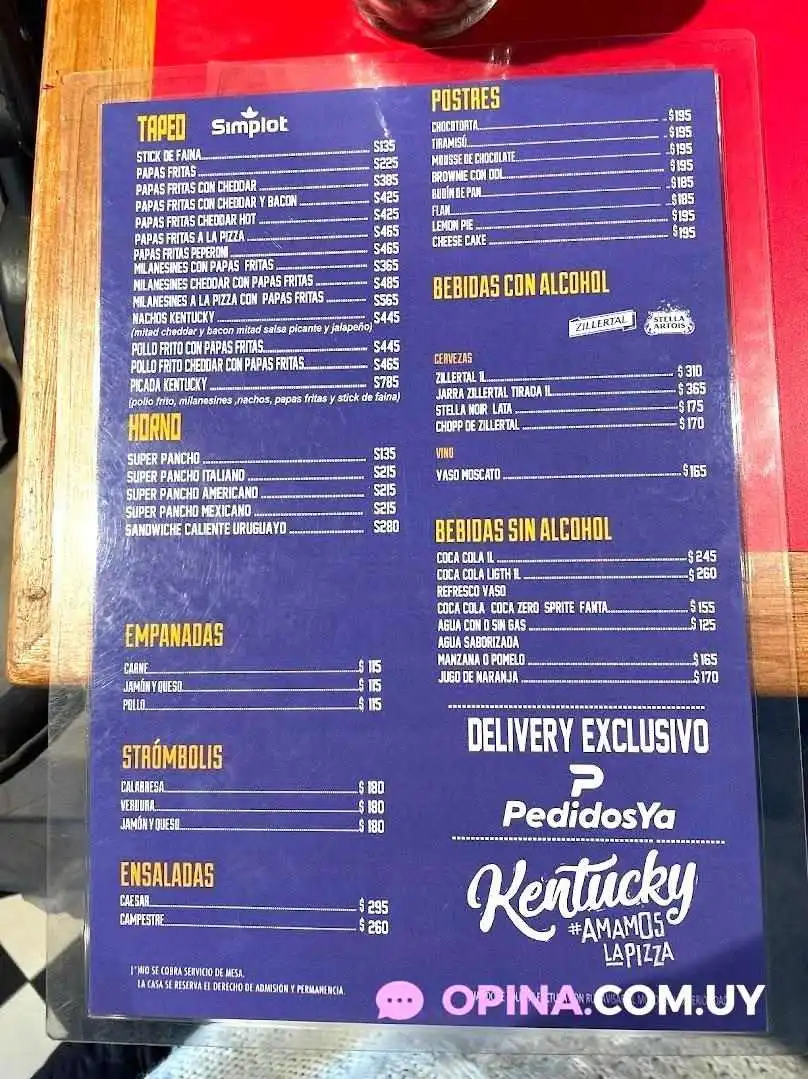 TAPEO Simplot
STICK DE FAINA $135
PAPAS FRITAS $225
PAPAS FRITAS CON CHEDDAR $385
PAPAS FRITAS CON CHEDDAR Y BACON $425
PAPAS FRITAS CHEDDAR HOT $425
PAPAS FRITAS A LA PIZZA $465
PAPAS FRITAS PEPERONI $465
MILANESINES CON PAPAS FRITAS $365
MILANESINES CHEDDAR CON PAPAS FRITAS $485
MILANESINES A LA PIZZA CON PAPAS FRITAS $565
NACHOS KENTUCKY $445
(mitad cheddar y bacon mitad salsa picante y jalapeño)
POLLO FRITO CON PAPAS FRITAS $445
POLLO FRITO CHEDDAR CON PAPAS FRITAS $465
PICADA KENTUCKY $785
(pollo frito, milanesines ,nachos, papas fritas y stick de faina)
HORNO
SUPER PANCHO $135
SUPER PANCHO ITALIANO $215
SUPER PANCHO AMERICANO $215
SUPER PANCHO MEXICANO $215
SANDWICHE CALIENTE URUGUAYO $280
EMPANADAS
CARNE $ 115
JAMÓN Y QUESO $ 115
POLLO $ 115
STRÓMBOLIS
CALABRESA $ 180
VERDURA $ 180
JAMÓN Y QUESO $ 180
ENSALADAS
CAESAR $ 295
CAMPESTRE $ 260
(*)NO SE COBRA SERVICIO DE MESA.
LA CASA SE RESERVA EL DERECHO DE ADMISION Y PERMANENCIA.
POSTRES
CHOCOTORTA $195
TIRAMISÚ $195
MOUSSE DE CHOCOLATE $195
BROWNIE CON DDL $195
BUDÍN DE PAN $185
FLAN $185
LEMON PIE $195
CHEESE CAKE $195
BEBIDAS CON ALCOHOL
ZILLERTAL STELLA ARTOIS
CERVEZAS
ZILLERTAL 1L $ 310
JARRA ZILLERTAL TIRADA 1L $ 365
STELLA NOIR LATA $ 175
CHOPP DE ZILLERTAL $ 170
VINO
VASO MOSCATO $ 165
BEBIDAS SIN ALCOHOL
COCA COLA 1L $ 245
COCA COLA LIGTH 1L $ 260
REFRESCO VASO
COCA COLA COCA ZERO SPRITE FANTA $ 155
AGUA CON O SIN GAS $ 125
AGUA SABORIZADA
MANZANA O POMELO $ 165
JUGO DE NARANJA $ 170
DELIVERY EXCLUSIVO
PedidosYa
Kentucky
#AMAMOS
LAPIZZA
OPINA.COM.UY